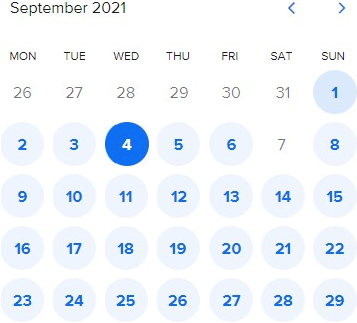 September 2021
MON TUE WED THU FRI SAT SUN
26 27 28 29 30 31 1
2 3 4 5 6 7 8
9 10 11 12 13 14 15
16 17 18 19 20 21 22
23 24 25 26 27 28 29